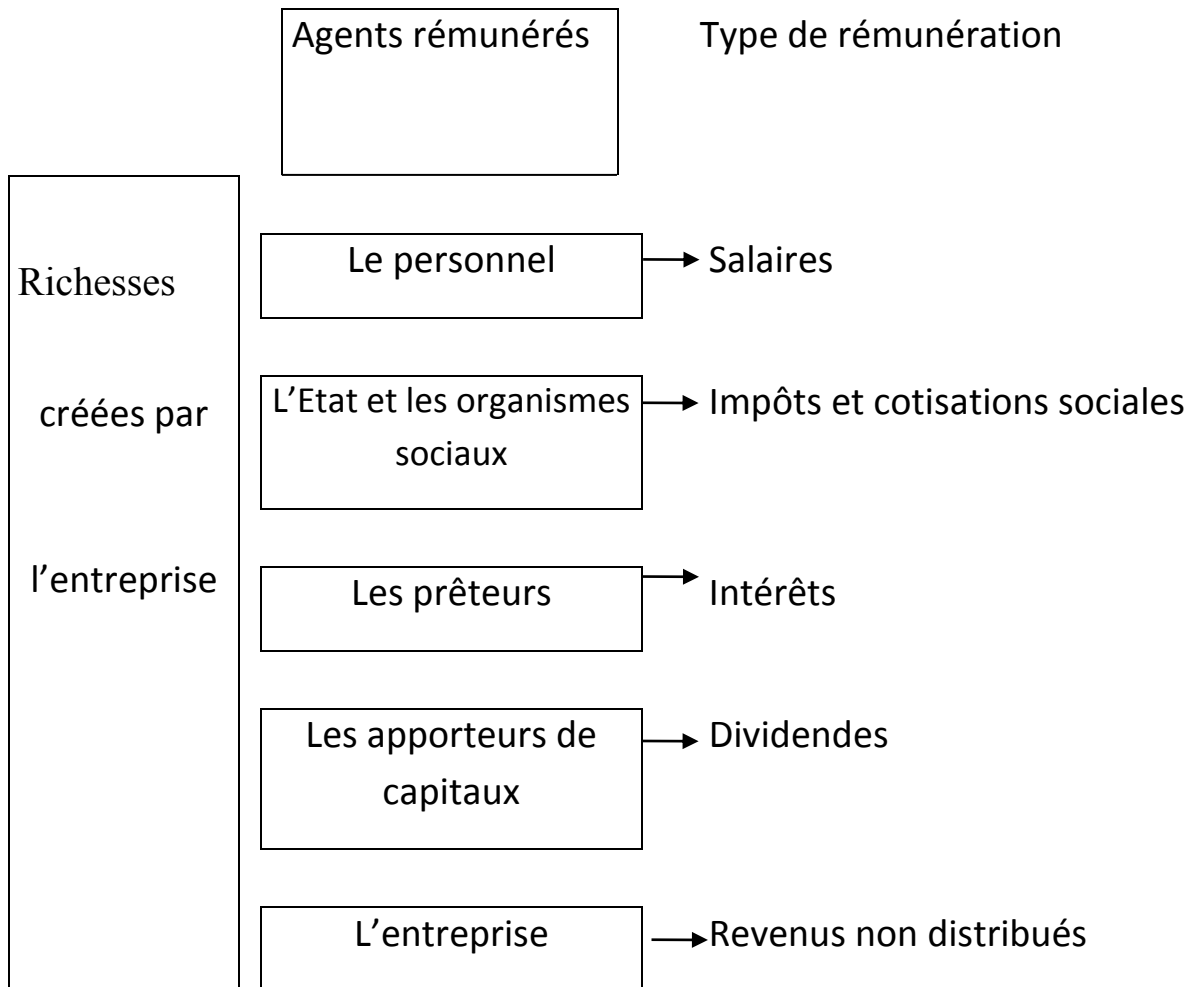 Agents rémunérés
Type de rémunération
Richesses
créées par
l’entreprise
Le personnel
Salaires
L’Etat et les organismes
sociaux
Impôts et cotisations sociales
Les prêteurs
Intérêts
Les apporteurs de
capitaux
Dividendes
L’entreprise
Revenus non distribués